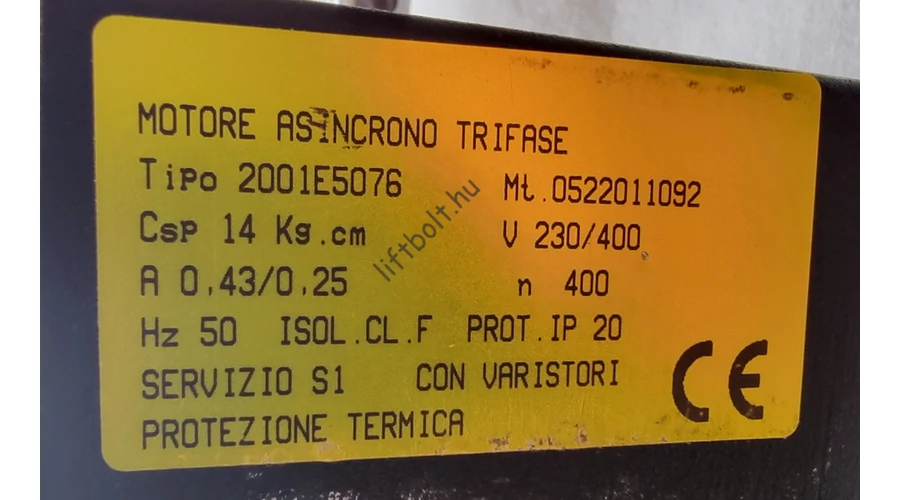 MOTORE ASINCRONO TRIFASE
Tipo 2001E5076 Mt.0522011092
Csp 14 Kg.cm V 230/400
A 0,43/0,25 n 400
Hz 50 ISOL.CL.F PROT.IP 20
SERVIZIO S1 CON VARISTORI
PROTEZIONE TERMICA
CE
liftbolt.hu